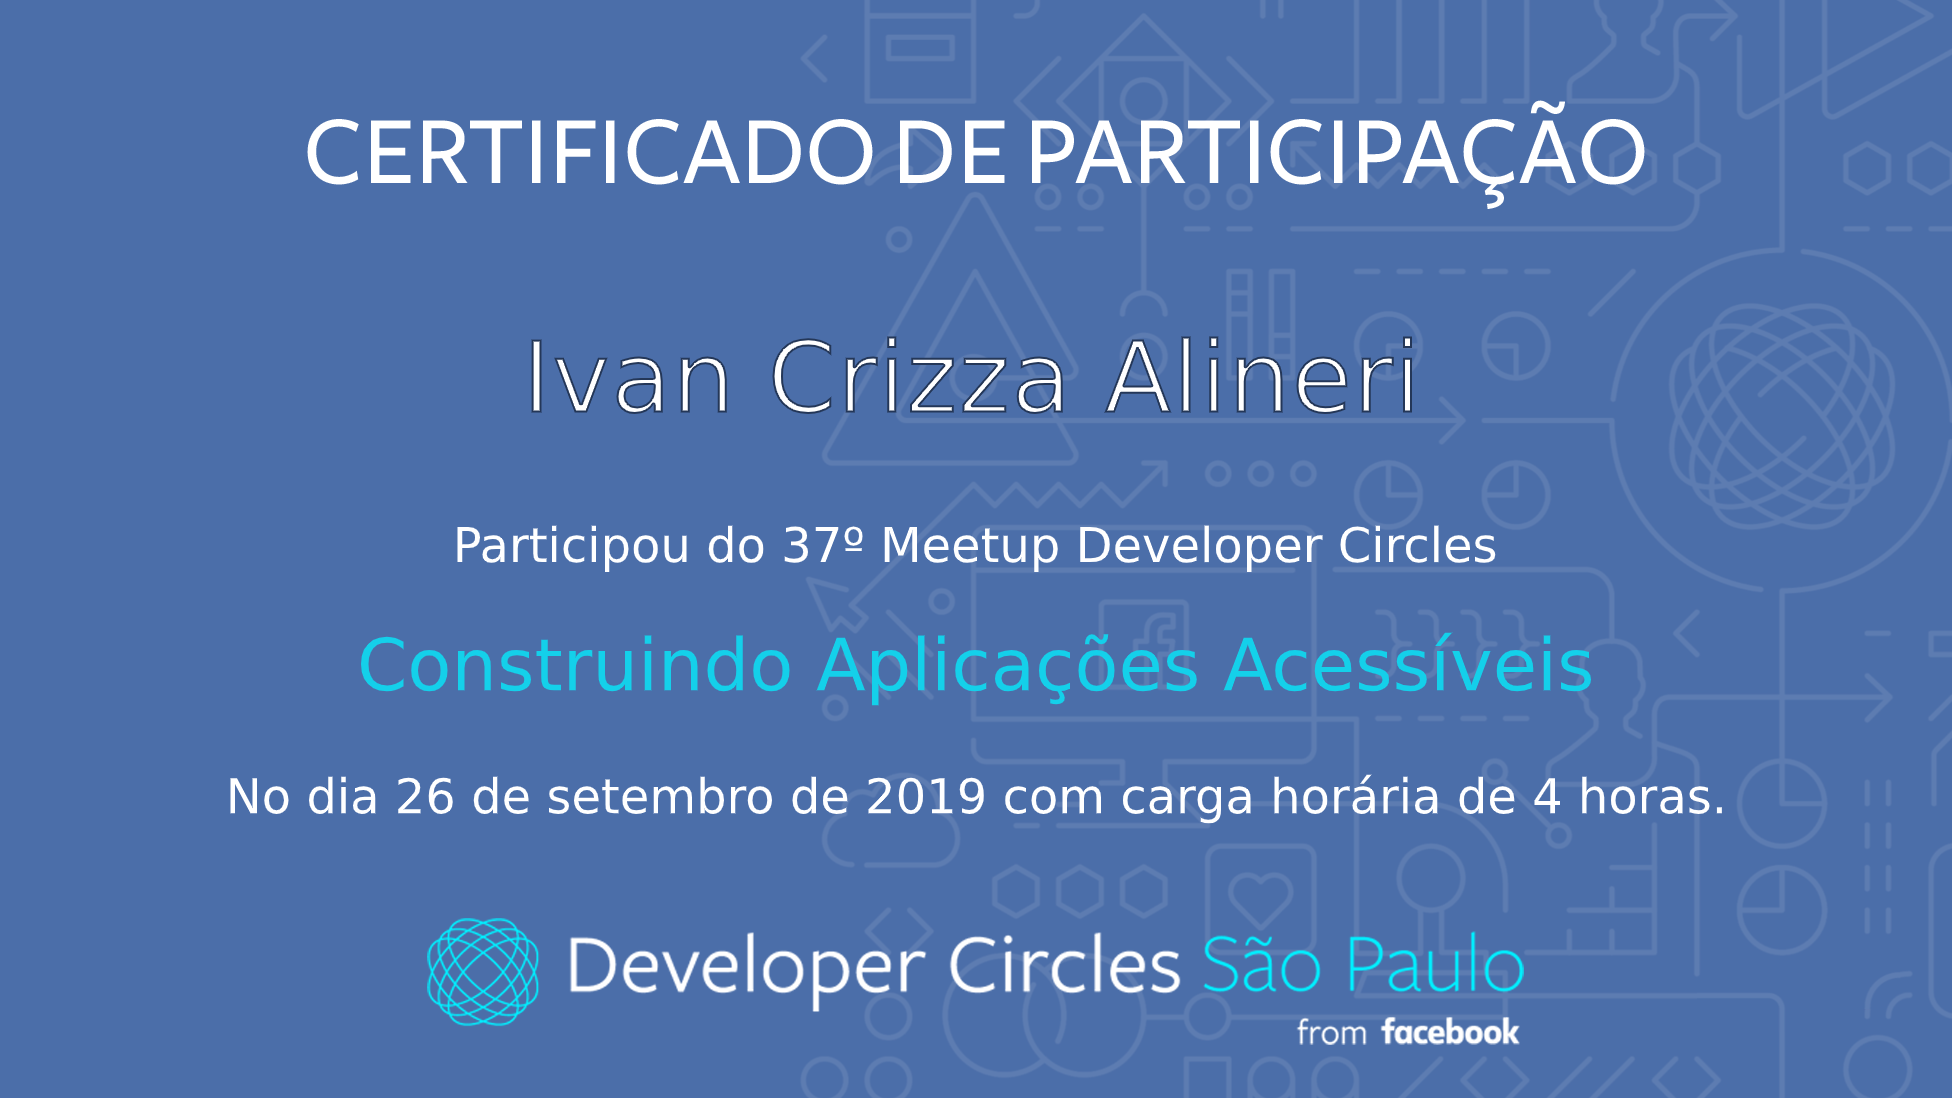 CERTIFICADO DE PARTICIPAÇÃO
Ivan Crizza Alineri
Participou do 37º Meetup Developer Circles
Construindo Aplicações Acessíveis
No dia 26 de setembro de 2019 com carga horária de 4 horas.
Developer Circles São Paulo
from facebook